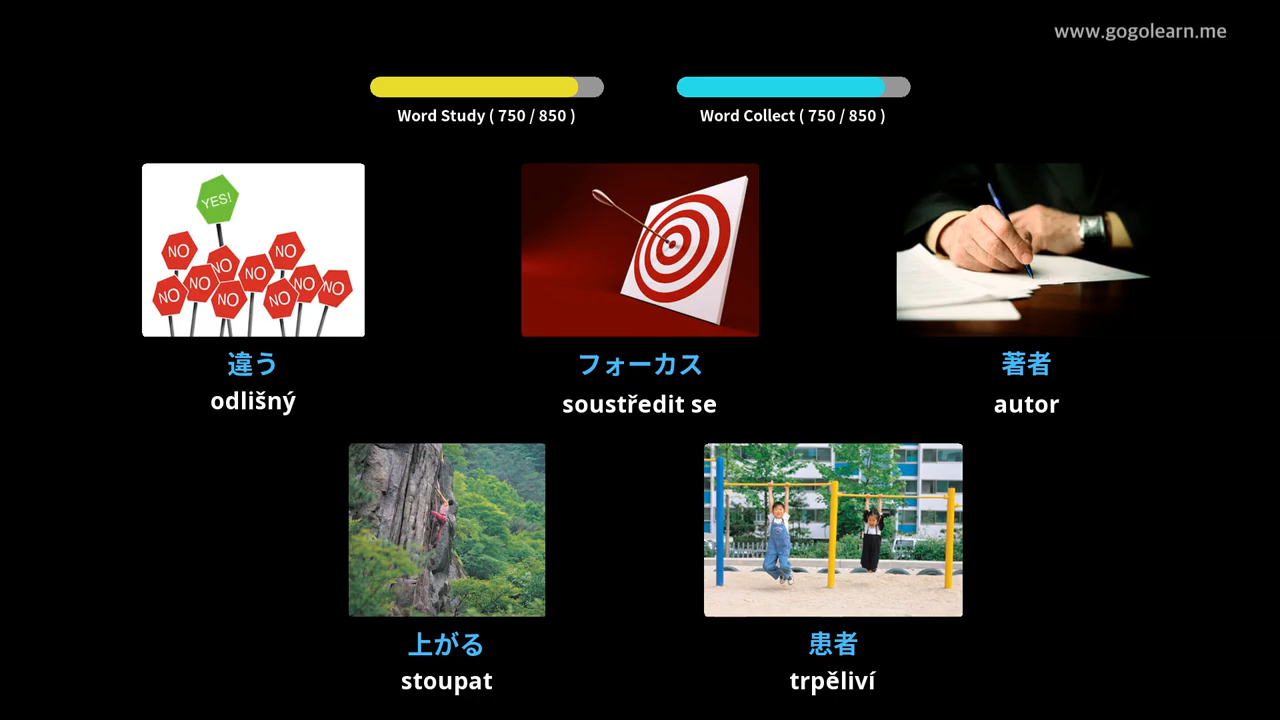 www.gogolearn.me
Word Study ( 750 / 850 )
Word Collect ( 750 / 850 )
YES!
NO
NO
NO
NO
NO
NO
NO
NO
NO
NO
違う
odlišný
フォーカス
soustředit se
著者
autor
上がる
stoupat
患者
trpěliví